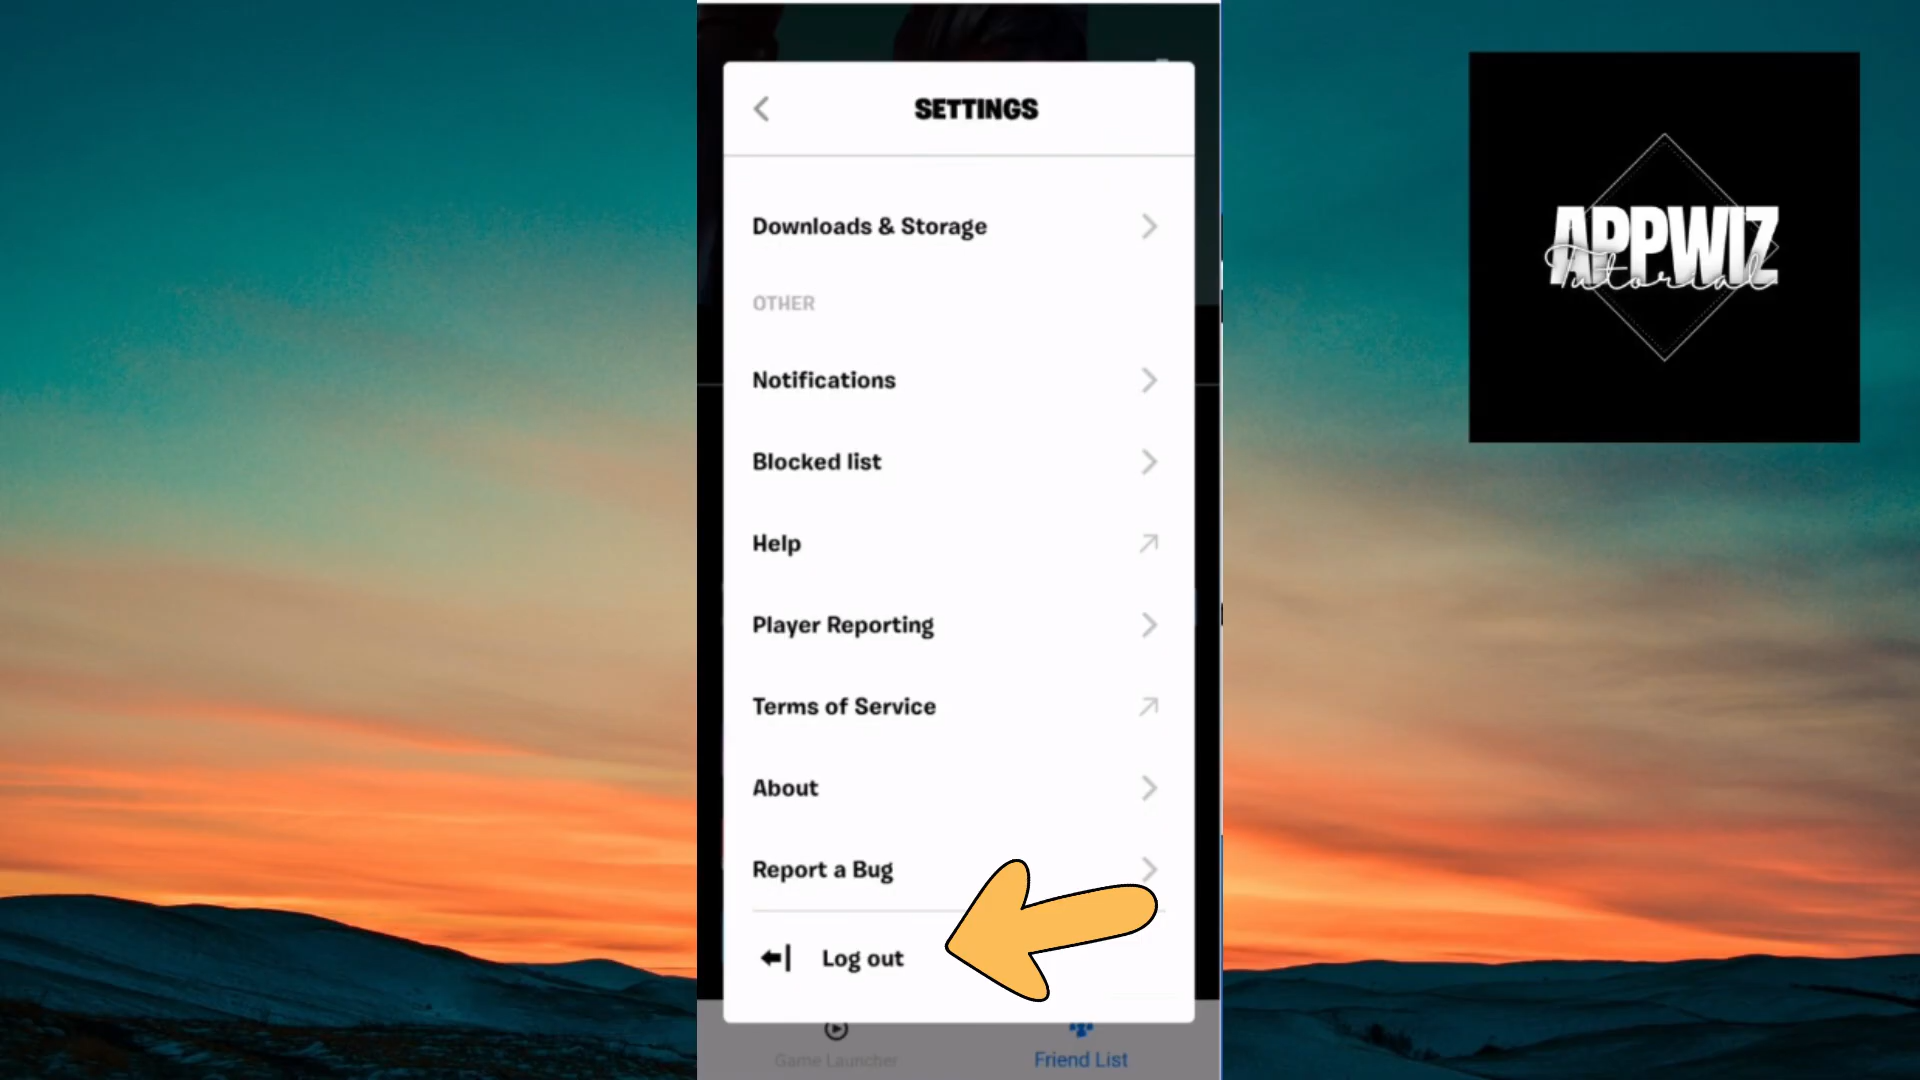 SETTINGS
Downloads & Storage
OTHER
Notifications
Blocked list
Help
Player Reporting
Terms of Service
About
Report a Bug
Log out
Game Launcher
Friend List
APPWIZ
Tutorial